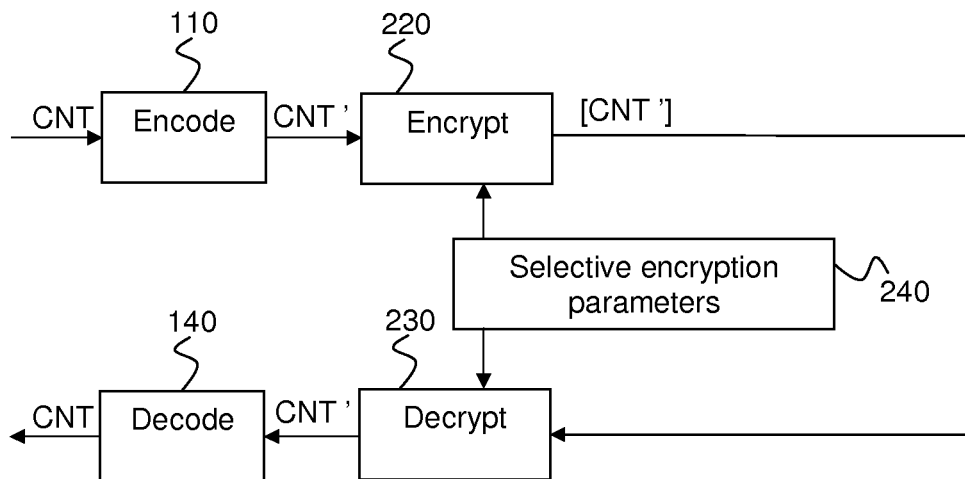 110
220
CNT
Encode
CNT '
Encrypt
[CNT ']
Selective encryption
parameters
240
140
230
CNT
Decode
CNT '
Decrypt